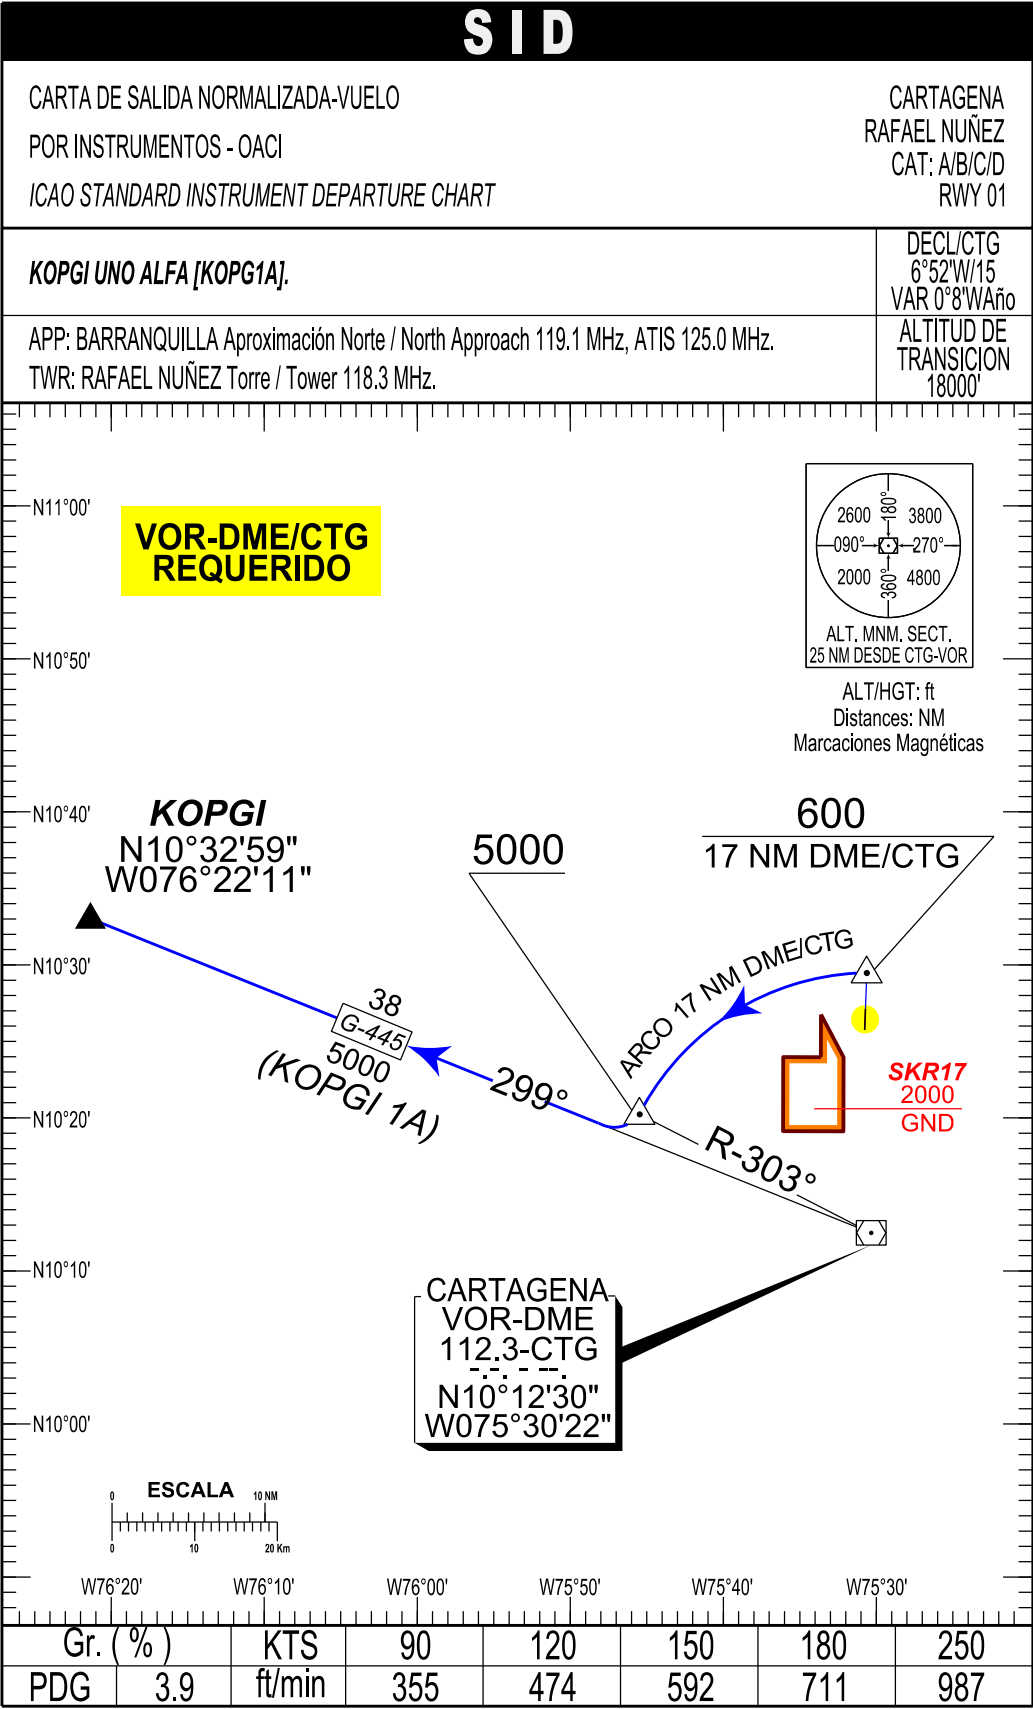 SID
CARTA DE SALIDA NORMALIZADA-VUELO
POR INSTRUMENTOS - OACI
ICAO STANDARD INSTRUMENT DEPARTURE CHART
CARTAGENA
RAFAEL NUÑEZ
CAT: A/B/C/D
RWY 01
KOPGI UNO ALFA [KOPG1A].
DECL/CTG
6°52'W/15
VAR 0°8'WAño
APP: BARRANQUILLA Aproximación Norte / North Approach 119.1 MHz, ATIS 125.0 MHz.
TWR: RAFAEL NUÑEZ Torre / Tower 118.3 MHz.
ALTITUD DE
TRANSICION
18000'
N11°00'
VOR-DME/CTG
REQUERIDO
2600 180° 3800
090° 270°
2000 360° 4800
ALT. MNM. SECT.
25 NM DESDE CTG-VOR
N10°50'
ALT/HGT: ft
Distances: NM
Marcaciones Magnéticas
N10°40'
KOPGI
N10°32'59"
W076°22'11"
5000
600
17 NM DME/CTG
ARCO 17 NM DME/CTG
N10°30'
38
G-445
5000
(KOPGI 1A)
299°
SKR17
2000
GND
N10°20'
R-303°
N10°10'
CARTAGENA
VOR-DME
112.3-CTG
-.-. - --.
N10°12'30"
W075°30'22"
N10°00'
ESCALA
0 10 NM
0 10 20 Km
W76°20' W76°10' W76°00' W75°50' W75°40' W75°30'
Gr. ( % ) KTS 90 120 150 180 250
PDG 3.9 ft/min 355 474 592 711 987